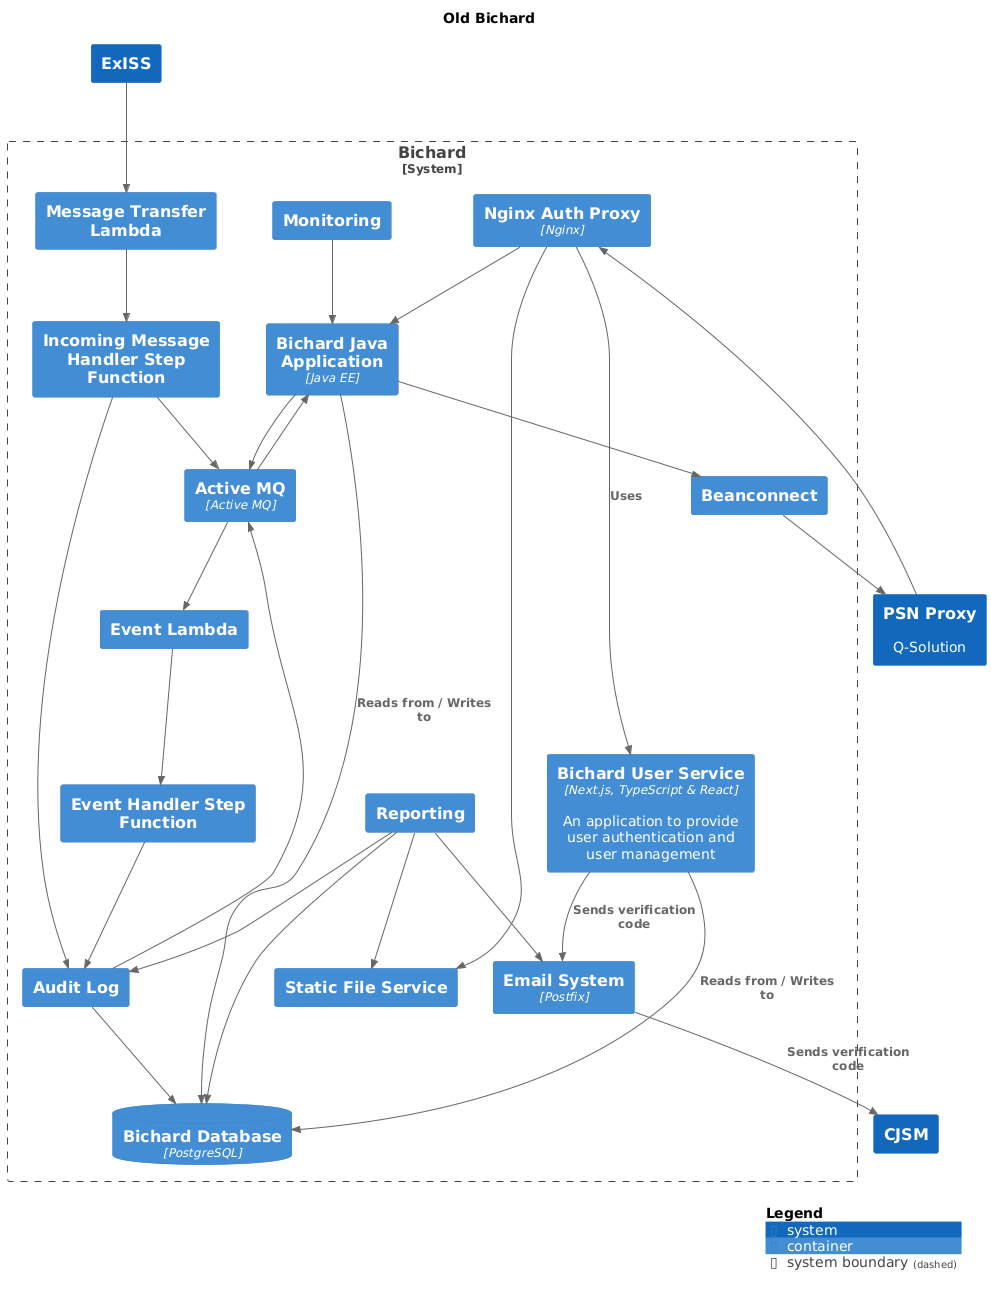 Old Bichard
ExISS
Bichard
[System]
Message Transfer
Lambda
Monitoring
Nginx Auth Proxy
[Nginx]
Incoming Message
Handler Step
Function
Bichard Java
Application
[Java EE]
Active MQ
[Active MQ]
Uses
Beanconnect
Event Lambda
PSN Proxy
Q-Solution
Reads from / Writes
to
Event Handler Step
Function
Reporting
Bichard User Service
[Next.js, TypeScript & React]
An application to provide
user authentication and
user management
Sends verification
code
Audit Log
Static File Service
Email System
[Postfix]
Reads from / Writes
to
Sends verification
code
Bichard Database
[PostgreSQL]
CJSM
Legend
system
container
system boundary (dashed)